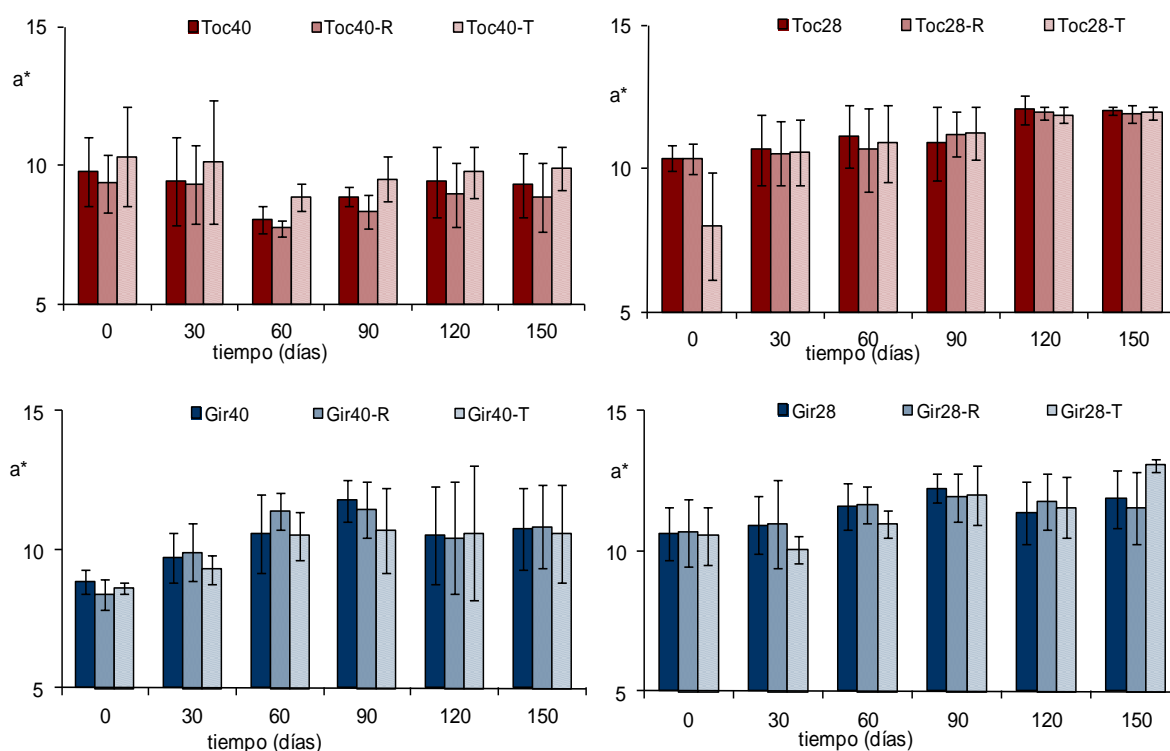 Toc40 Toc40-R Toc40-T
15
a*
10
5
0 30 60 90 120 150
tiempo (días)
Toc28 Toc28-R Toc28-T
15
a*
10
5
0 30 60 90 120 150
tiempo (días)
Gir40 Gir40-R Gir40-T
15
a*
10
5
0 30 60 90 120 150
tiempo (días)
Gir28 Gir28-R Gir28-T
15
a*
10
5
0 30 60 90 120 150
tiempo (días)